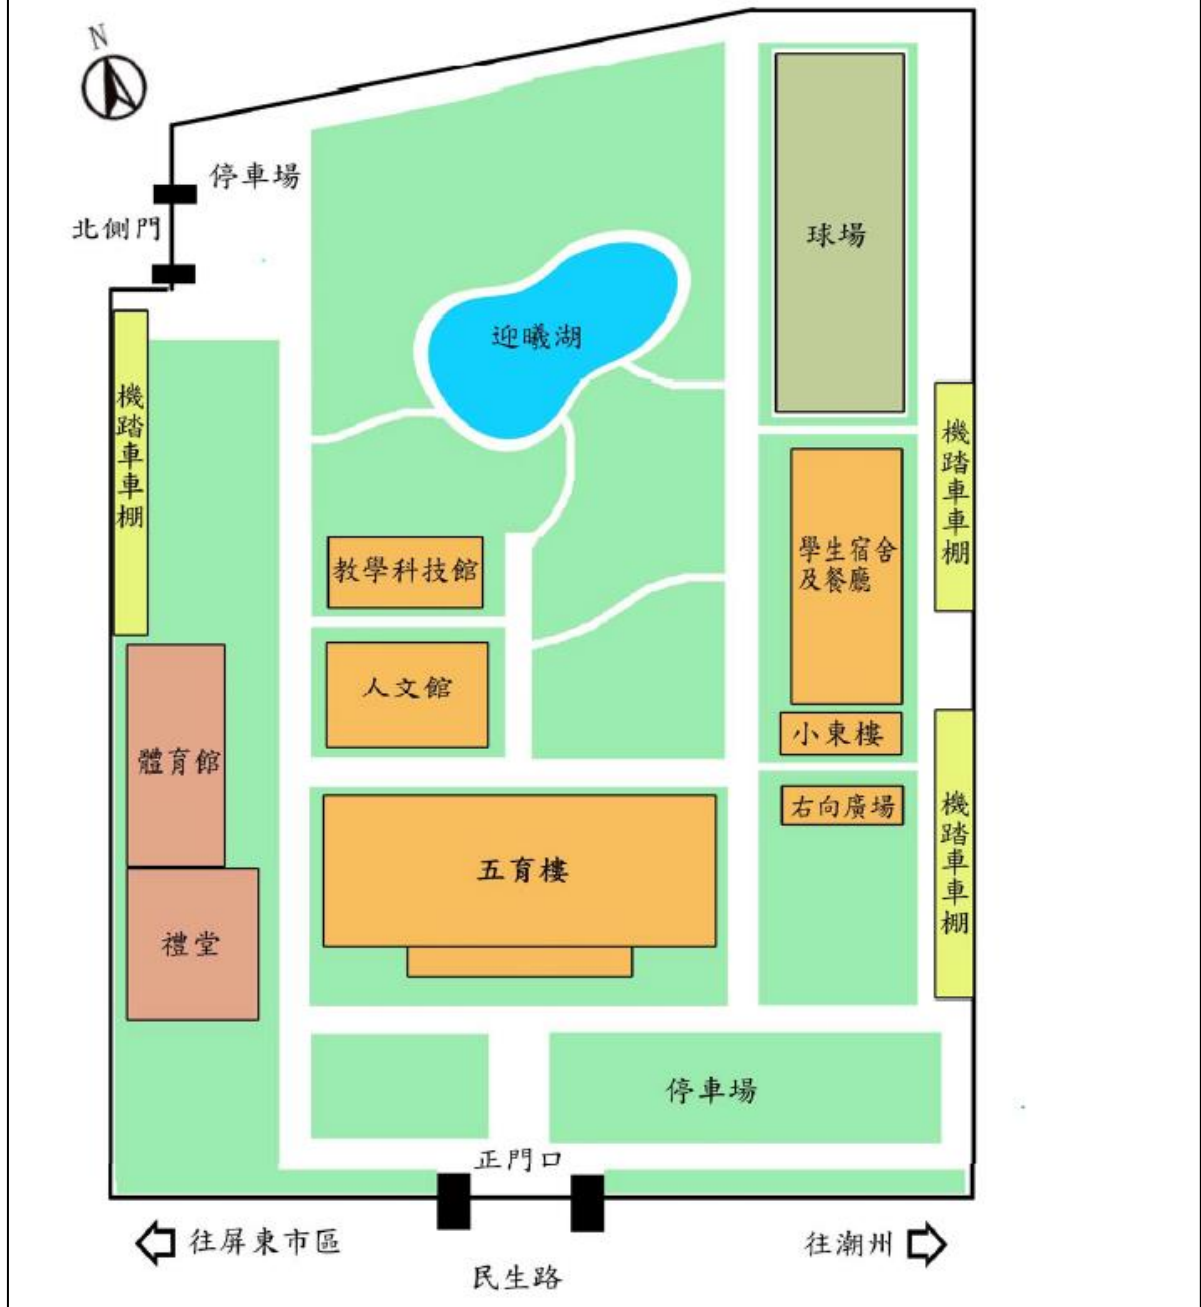 N
停車場
北側門
球場
迎曦湖
機踏車車棚
機踏車車棚
學生宿舍
及餐廳
教學科技館
人文館
小東樓
體育館
右向廣場
機踏車車棚
五育樓
禮堂
停車場
正門口
往屏東市區
往潮州
民生路